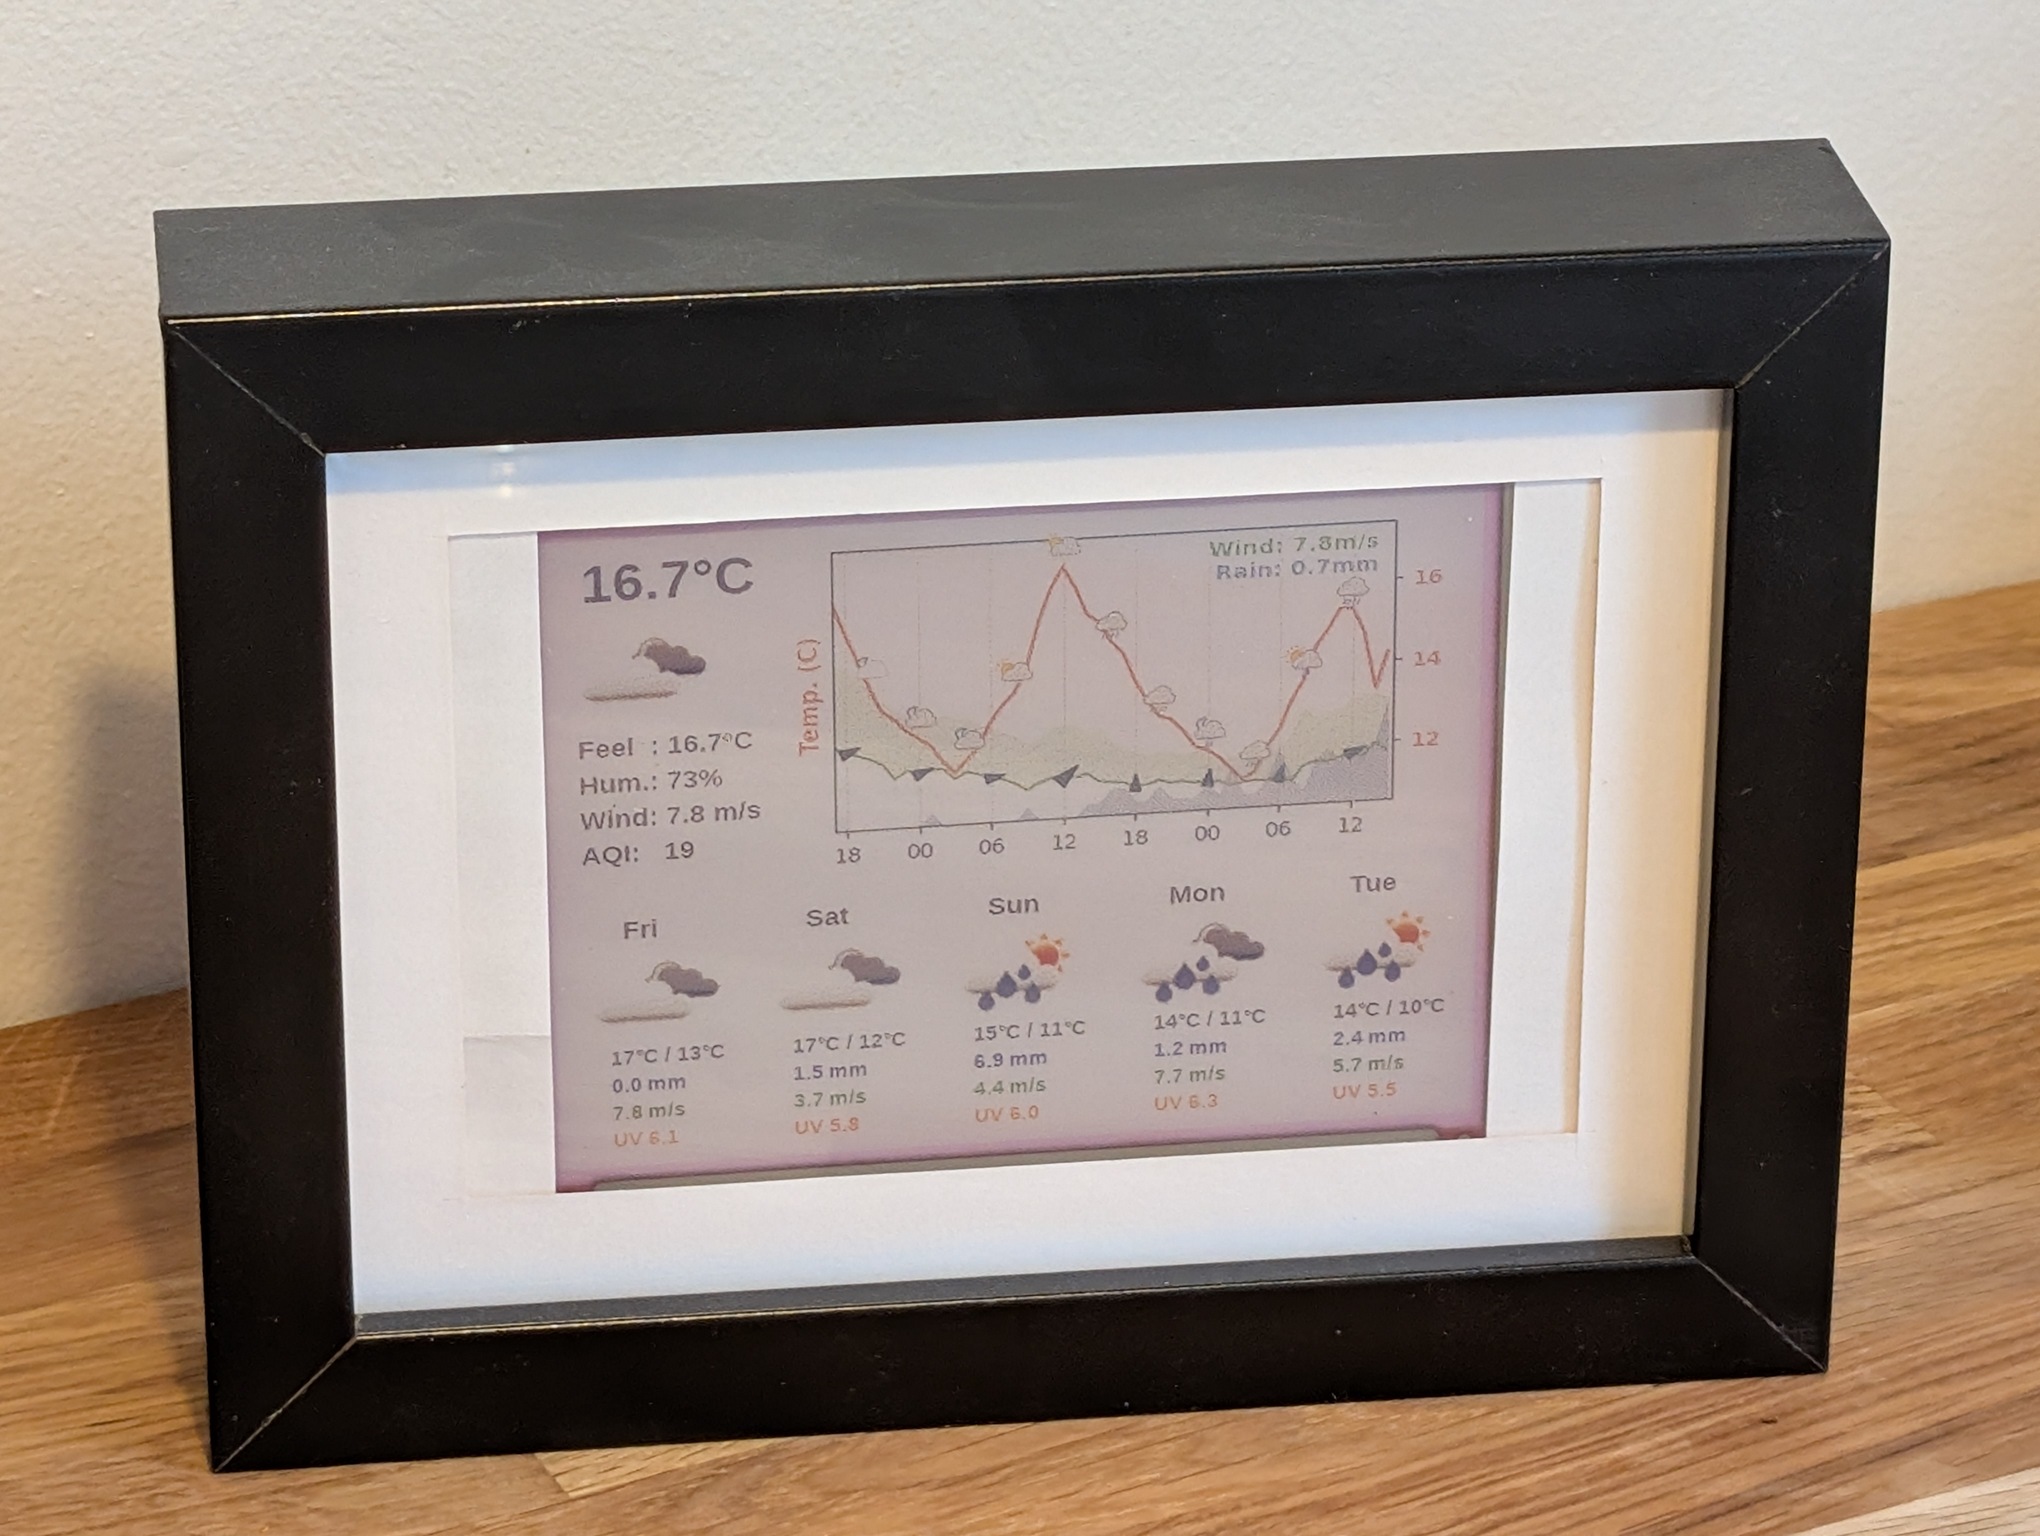 16.7°C
Feel : 16.7°C
Hum.: 73%
Wind: 7.8 m/s
AQI: 19
Wind: 7.8m/s
Rain: 0.7mm
Temp. (C)
16
14
12
18 00 06 12 18 00 06 12
Fri Sat Sun Mon Tue
17°C / 13°C 17°C / 12°C 15°C / 11°C 14°C / 11°C 14°C / 10°C
0.0 mm 1.5 mm 6.9 mm 1.2 mm 2.4 mm
7.8 m/s 3.7 m/s 4.4 m/s 7.7 m/s 5.7 m/s
UV 6.1 UV 5.8 UV 6.0 UV 6.3 UV 5.5